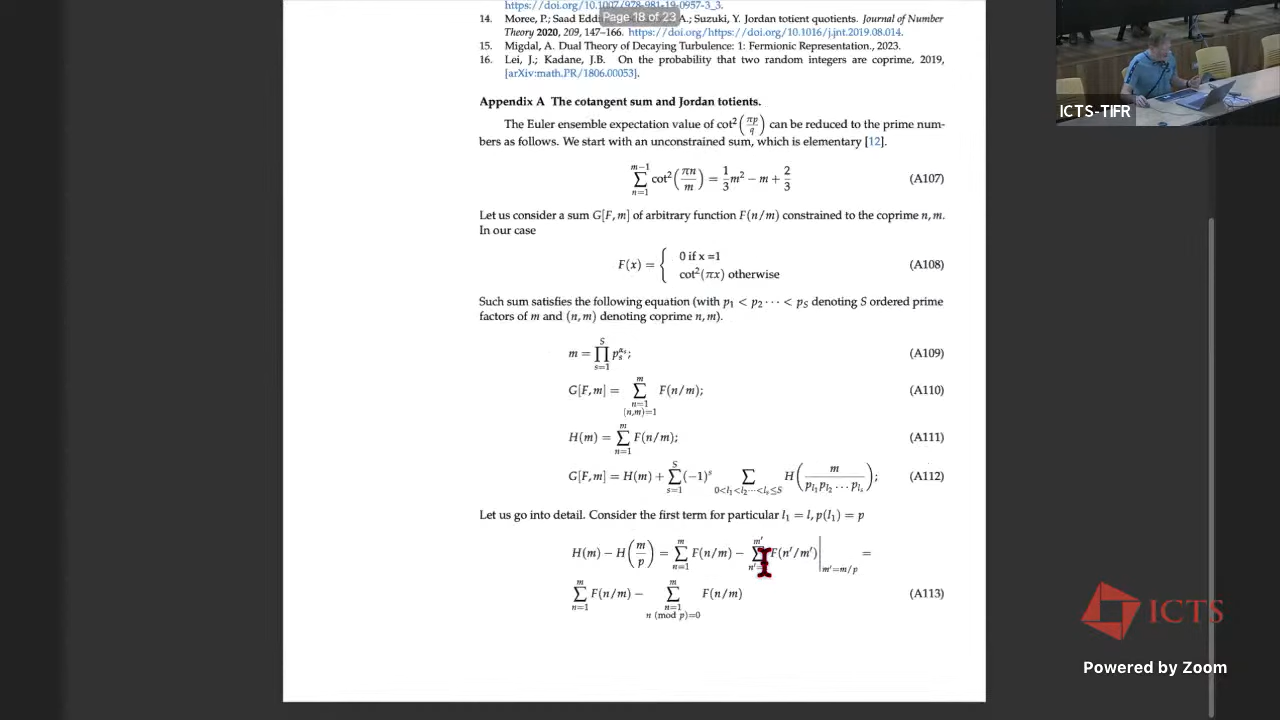 https://doi.org/10.1007/978-981-19-0957-3_3.
Page 18 of 23
14. Moree, P.; Saad Eddi A.; Suzuki, Y. Jordan totient quotients. Journal of Number
Theory 2020, 209, 147–166. https://doi.org/https://doi.org/10.1016/j.jnt.2019.08.014.
15. Migdal, A. Dual Theory of Decaying Turbulence: 1: Fermionic Representation., 2023.
16. Lei, J.; Kadane, J.B. On the probability that two random integers are coprime, 2019,
[arXiv:math.PR/1806.00053].
Appendix A The cotangent sum and Jordan totients.
The Euler ensemble expectation value of cot²(πp/q) can be reduced to the prime num-
bers as follows. We start with an unconstrained sum, which is elementary [12].
∑_{n=1}^{m−1} cot²(πn/m) = 1/3 m² − m + 2/3 (A107)
Let us consider a sum G[F, m] of arbitrary function F(n/m) constrained to the coprime n, m.
In our case
F(x) = { 0 if x =1
cot²(πx) otherwise (A108)
Such sum satisfies the following equation (with p₁ < p₂ · · · < p_S denoting S ordered prime
factors of m and (n, m) denoting coprime n, m).
m = ∏_{s=1}^{S} p_s^{α_s}; (A109)
G[F, m] = ∑_{n=1, (n,m)=1}^{m} F(n/m); (A110)
H(m) = ∑_{n=1}^{m} F(n/m); (A111)
G[F, m] = H(m) + ∑_{s=1}^{S} (−1)^s ∑_{0<l₁<l₂···<l_s≤S} H(m / p_{l₁} p_{l₂} . . . p_{l_s}); (A112)
Let us go into detail. Consider the first term for particular l₁ = l, p(l₁) = p
H(m) − H(m/p) = ∑_{n=1}^{m} F(n/m) − ∑^{m′} F(n′/m′)|_{m′=m/p} =
∑_{n=1}^{m} F(n/m) − ∑_{n=1, n (mod p)=0}^{m} F(n/m) (A113)
ICTS-TIFR
ICTS
Powered by Zoom